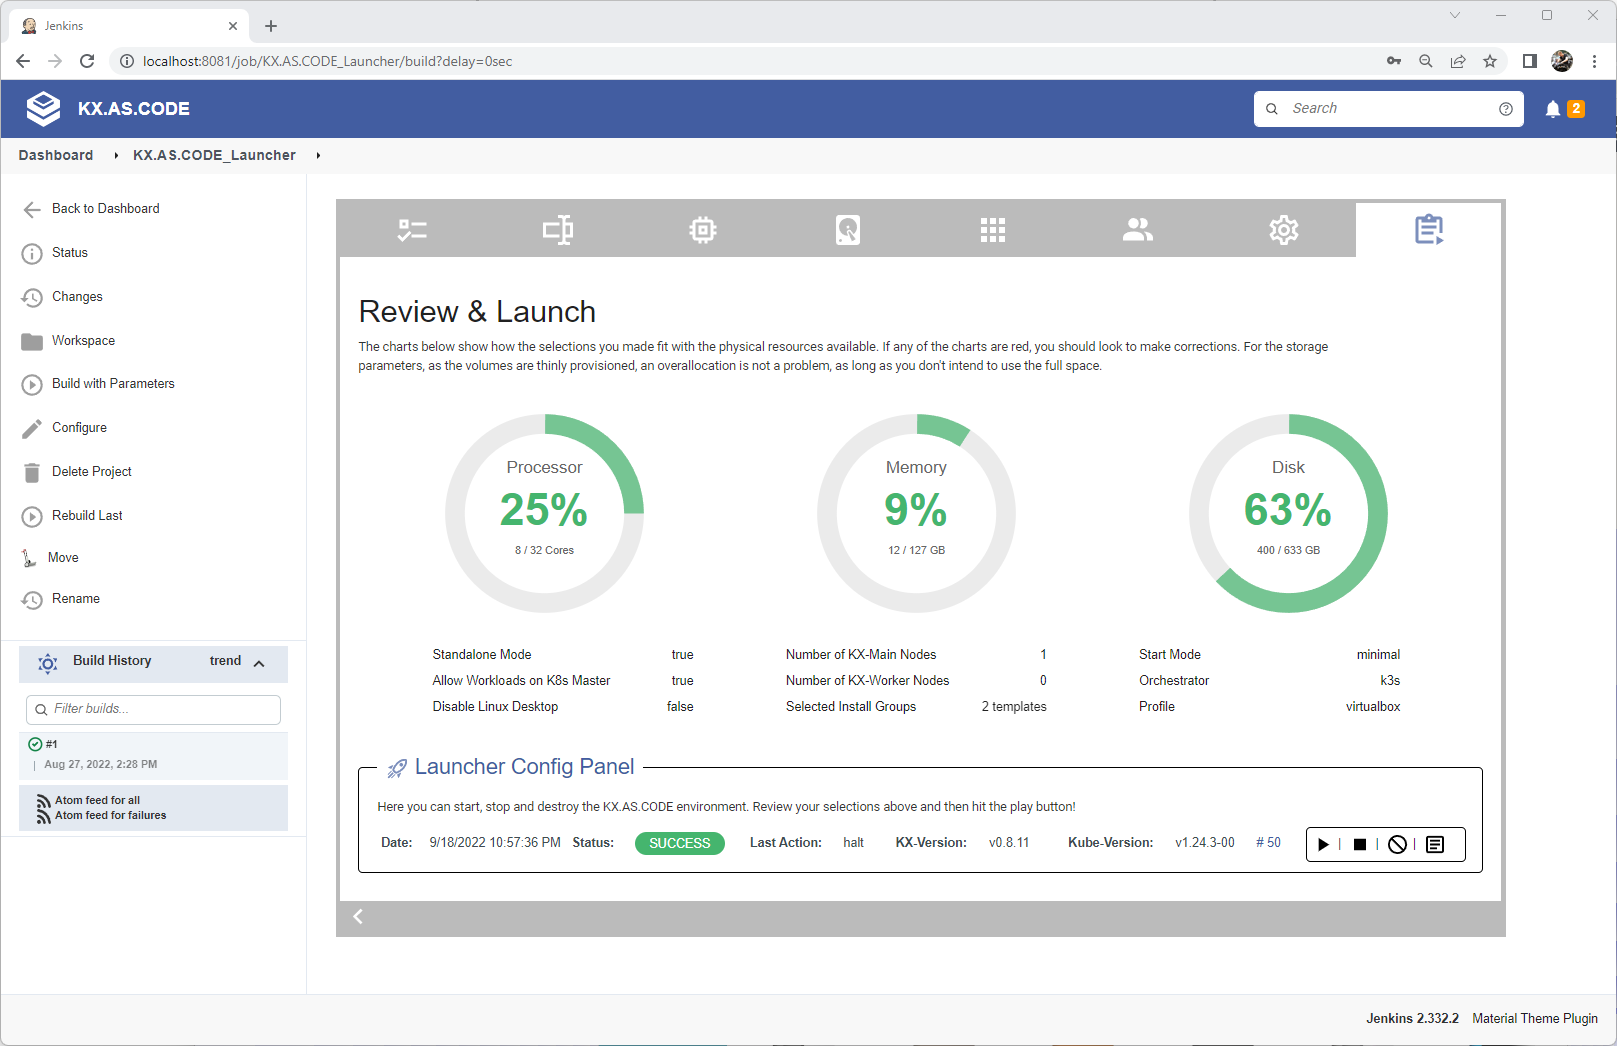 Jenkins
localhost:8081/job/KX.AS.CODE_Launcher/build?delay=0sec
KX.AS.CODE
Search
2
Dashboard
KX.AS.CODE_Launcher
Back to Dashboard
Status
Changes
Workspace
Build with Parameters
Configure
Delete Project
Rebuild Last
Move
Rename
Build History trend
Filter builds...
#1
Aug 27, 2022, 2:28 PM
Atom feed for all
Atom feed for failures
Review & Launch
The charts below show how the selections you made fit with the physical resources available. If any of the charts are red, you should look to make corrections. For the storage
parameters, as the volumes are thinly provisioned, an overallocation is not a problem, as long as you don't intend to use the full space.
Processor
25%
8 / 32 Cores
Memory
9%
12 / 127 GB
Disk
63%
400 / 633 GB
Standalone Mode true
Allow Workloads on K8s Master true
Disable Linux Desktop false
Number of KX-Main Nodes 1
Number of KX-Worker Nodes 0
Selected Install Groups 2 templates
Start Mode minimal
Orchestrator k3s
Profile virtualbox
Launcher Config Panel
Here you can start, stop and destroy the KX.AS.CODE environment. Review your selections above and then hit the play button!
Date: 9/18/2022 10:57:36 PM Status: SUCCESS Last Action: halt KX-Version: v0.8.11 Kube-Version: v1.24.3-00 # 50
Jenkins 2.332.2 Material Theme Plugin